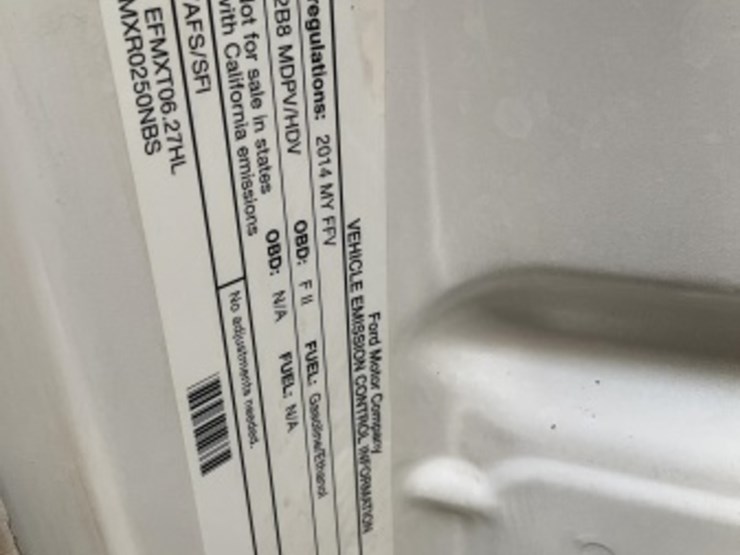 Ford Motor Company
VEHICLE EMISSION CONTROL INFORMATION
regulations: 2014 MY FFV
2B8 MDPV/HDV OBD: F II FUEL: Gasoline/Ethanol
Not for sale in states OBD: N/A FUEL: N/A
with California emissions
AFS/SFI No adjustments needed.
EFMXT06.27HL
MXR0250NBS